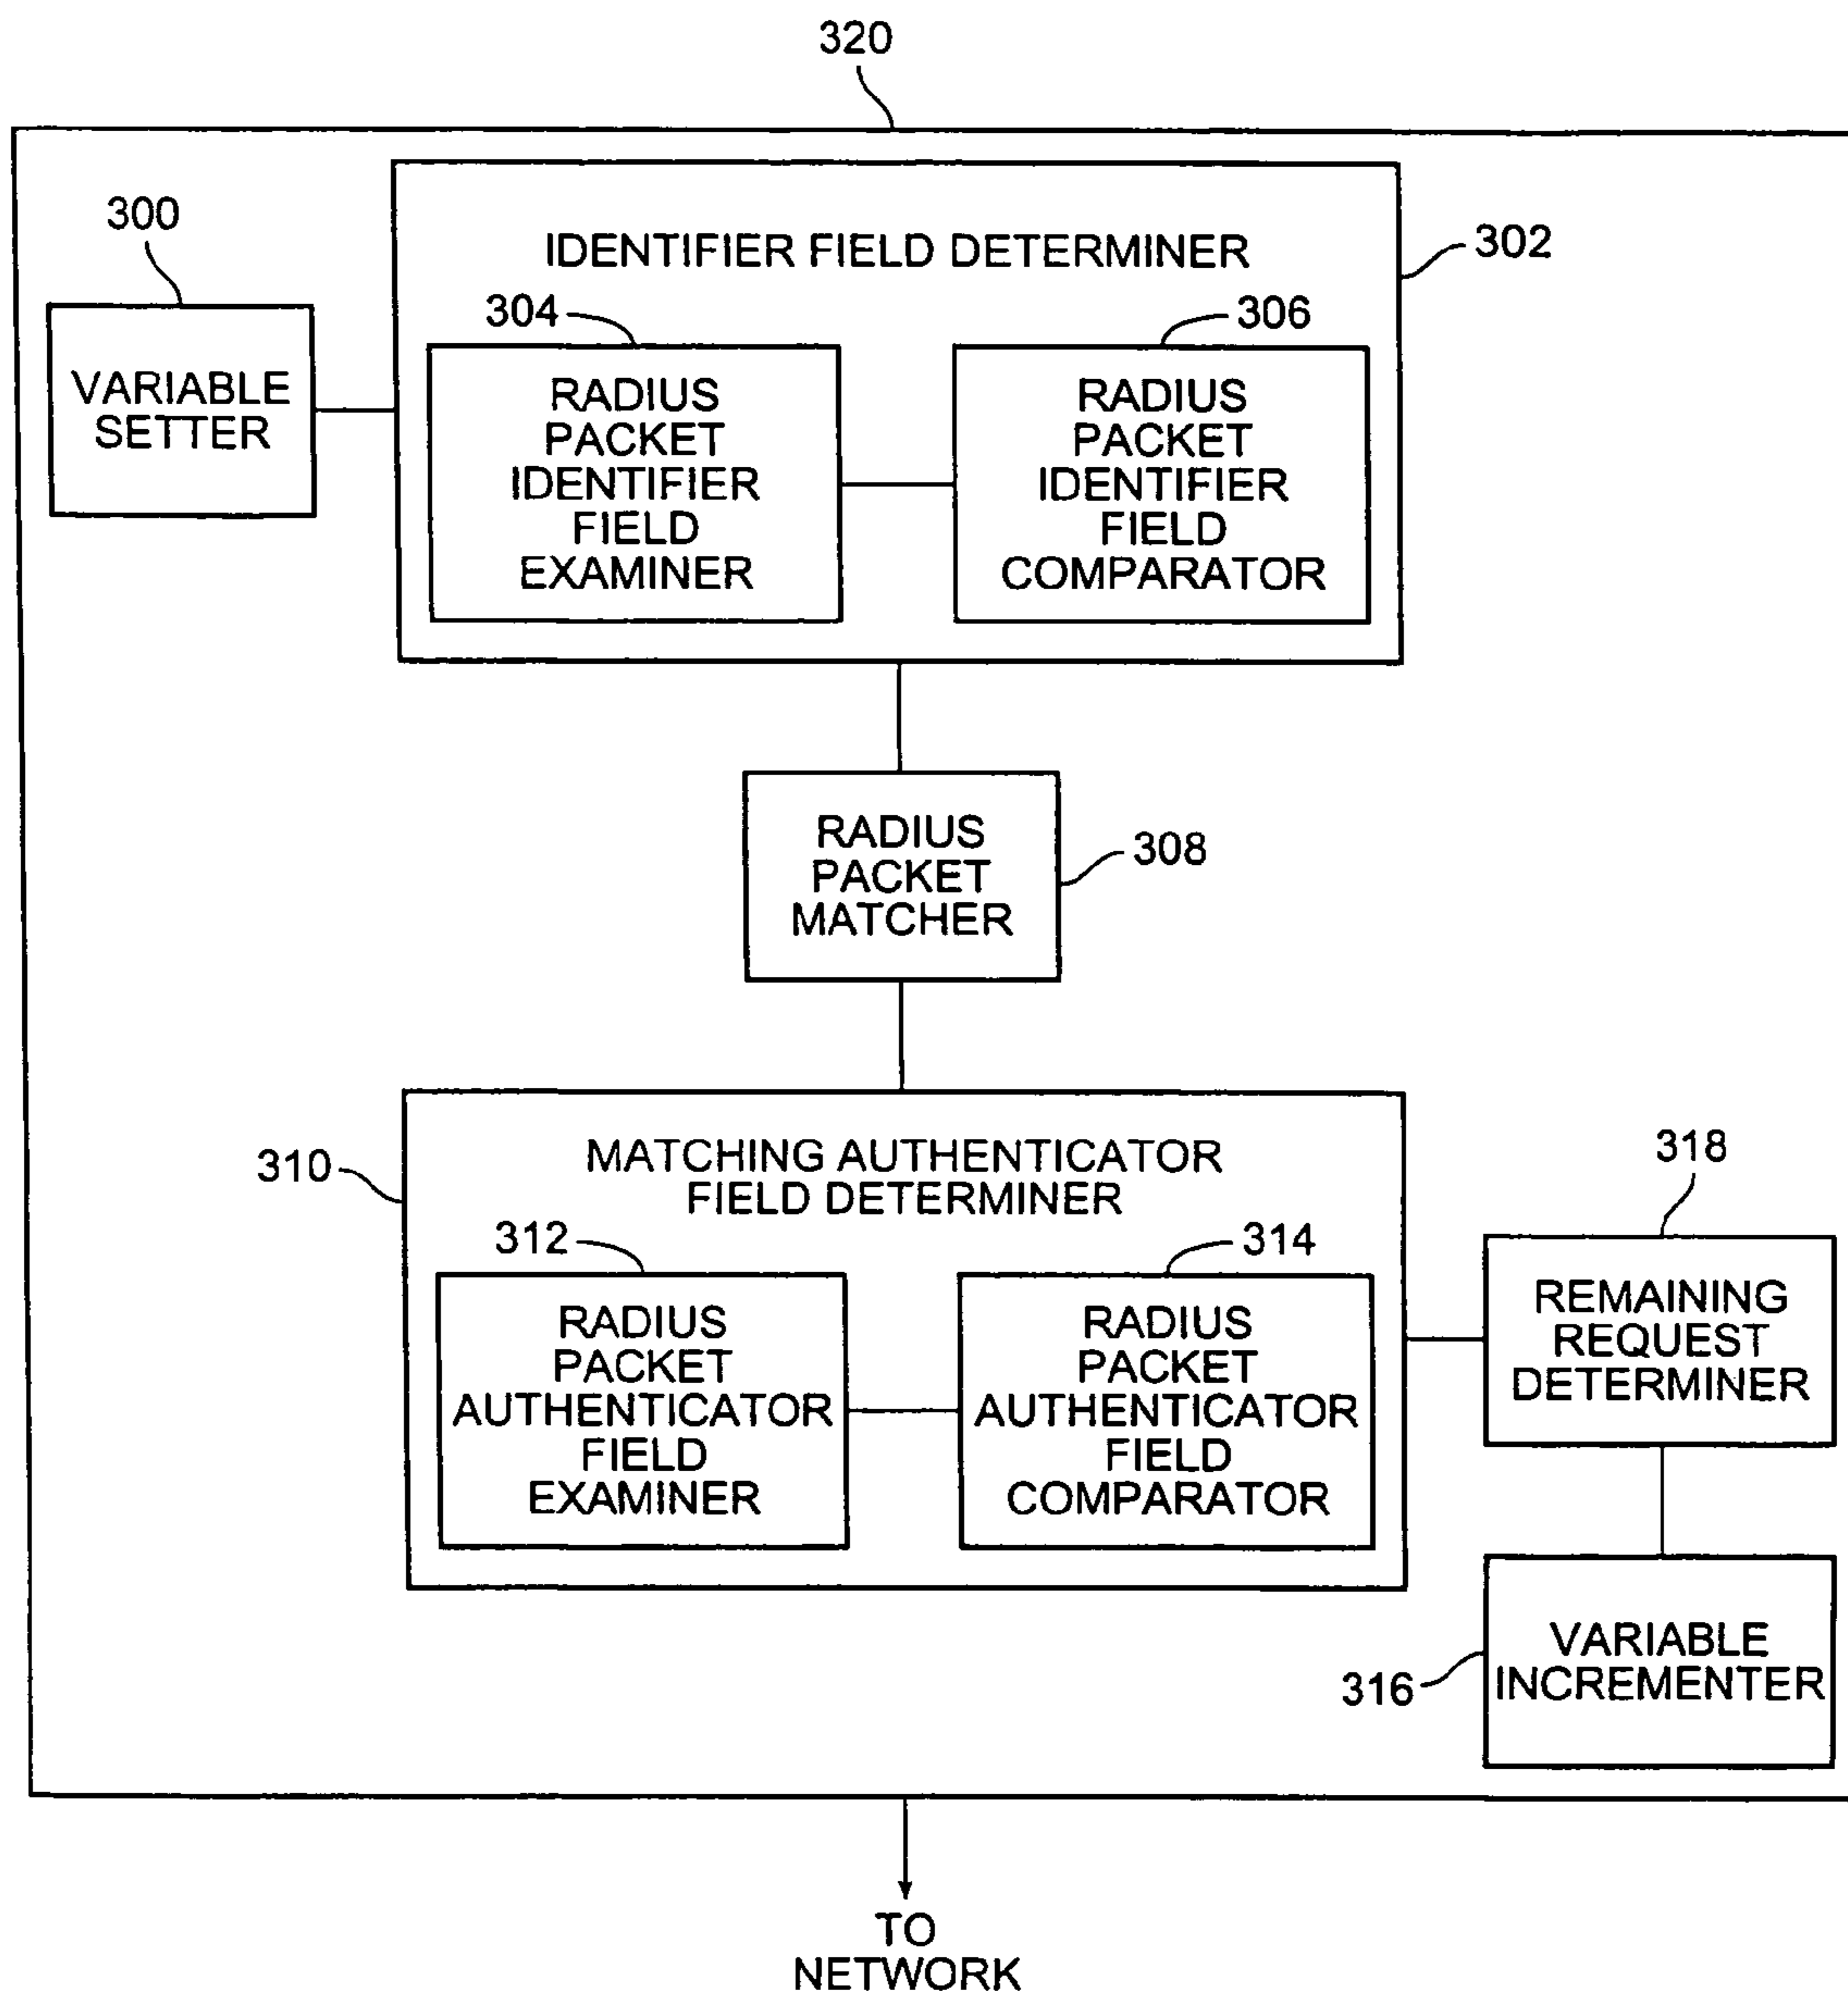 320
300
IDENTIFIER FIELD DETERMINER
302
304
306
VARIABLE
SETTER
RADIUS
PACKET
IDENTIFIER
FIELD
EXAMINER
RADIUS
PACKET
IDENTIFIER
FIELD
COMPARATOR
RADIUS
PACKET
MATCHER
308
310
MATCHING AUTHENTICATOR
FIELD DETERMINER
312
314
318
RADIUS
PACKET
AUTHENTICATOR
FIELD
EXAMINER
RADIUS
PACKET
AUTHENTICATOR
FIELD
COMPARATOR
REMAINING
REQUEST
DETERMINER
316
VARIABLE
INCREMENTER
TO
NETWORK